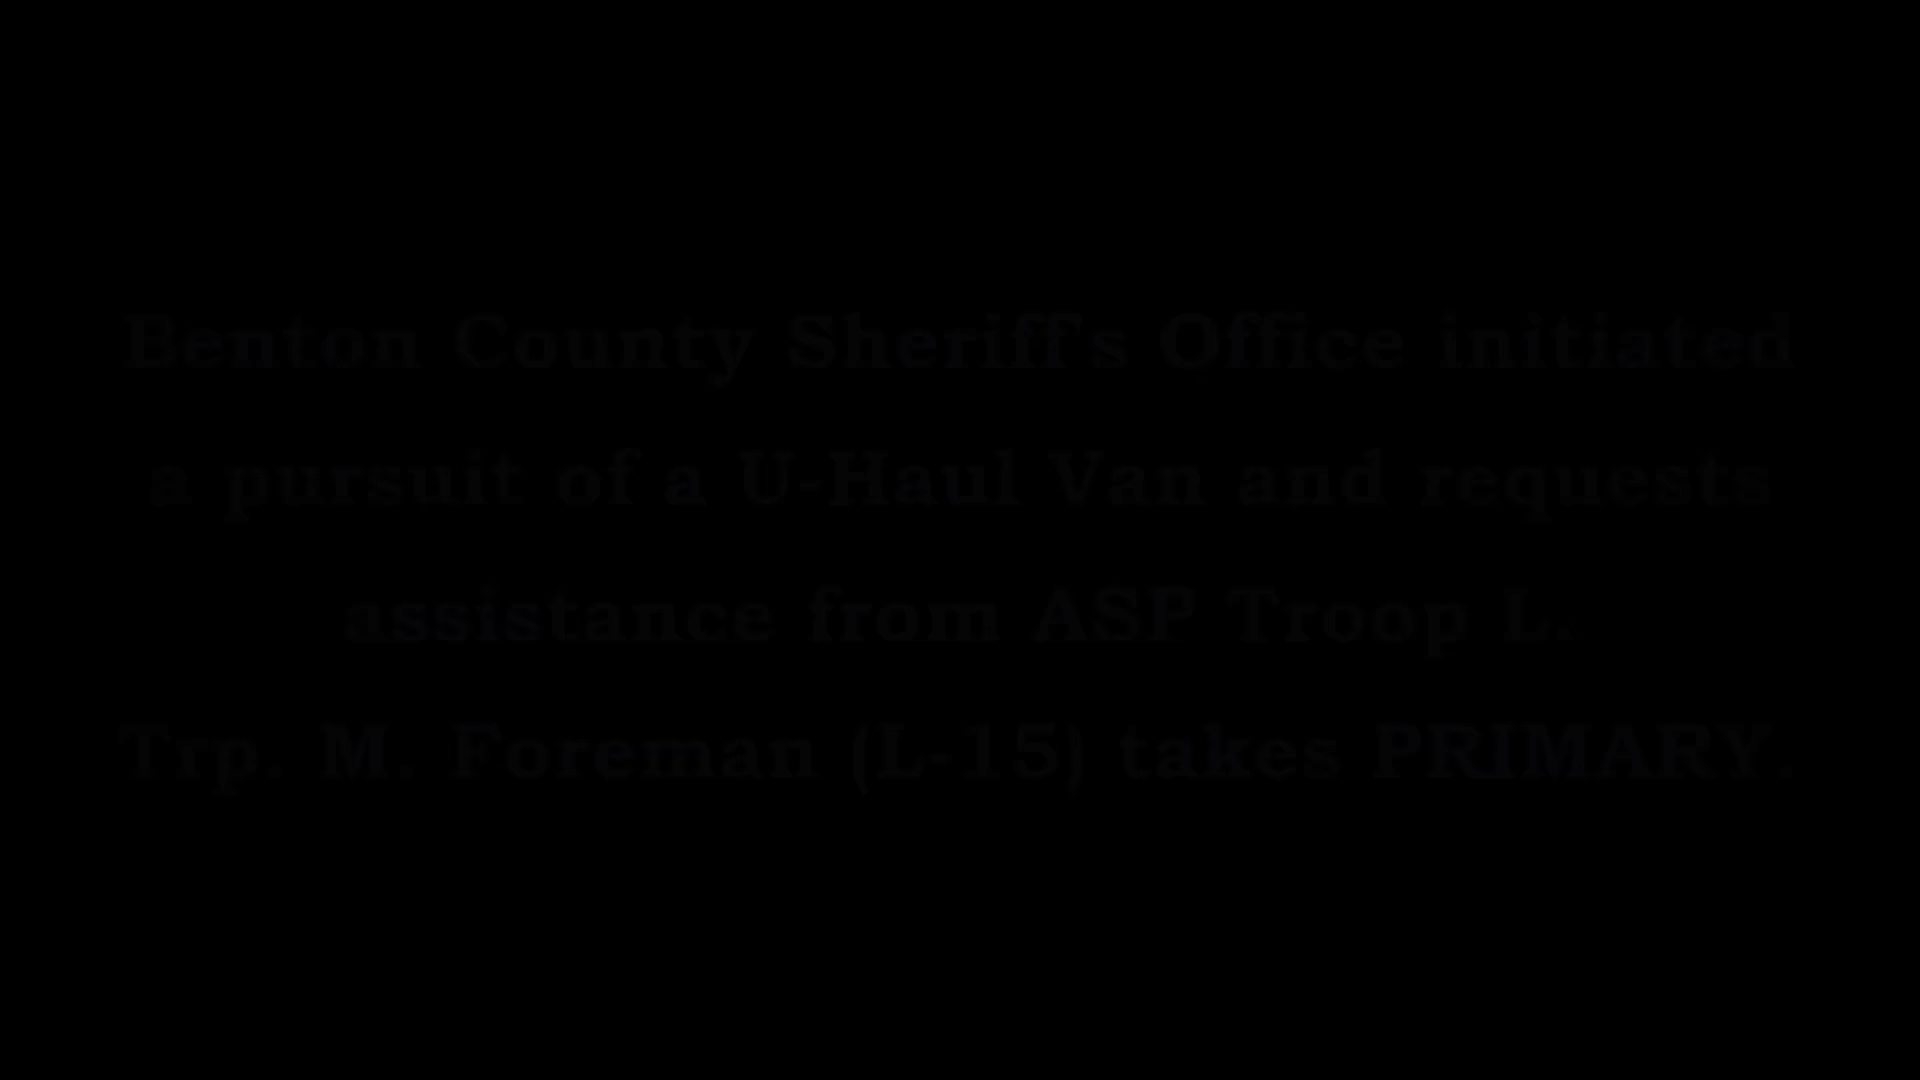 Benton County Sheriff's Office initiated
a pursuit of a U-Haul Van and requests
assistance from ASP Troop L.
Trp. M. Foreman (L-15) takes PRIMARY.